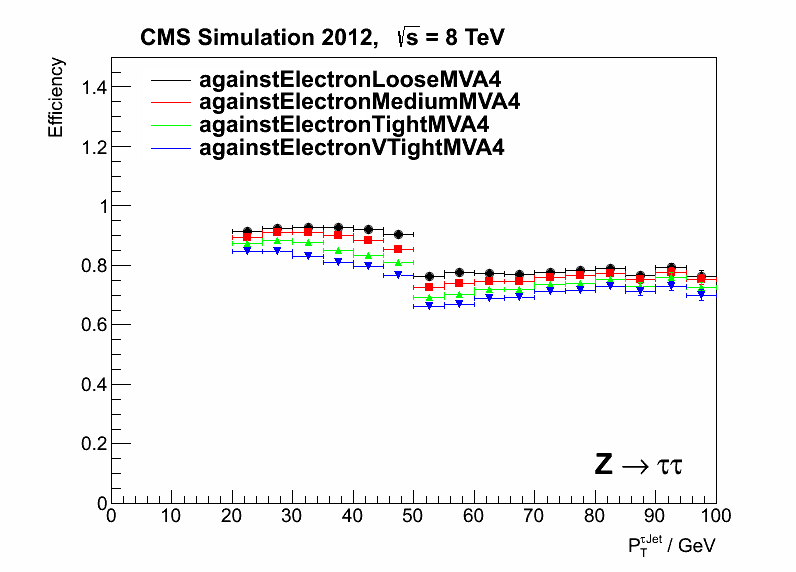 CMS Simulation 2012, √s = 8 TeV
Efficiency
againstElectronLooseMVA4
againstElectronMediumMVA4
againstElectronTightMVA4
againstElectronVTightMVA4
1.4
1.2
1
0.8
0.6
0.4
0.2
0
Z → ττ
0 10 20 30 40 50 60 70 80 90 100
P_T^τJet / GeV